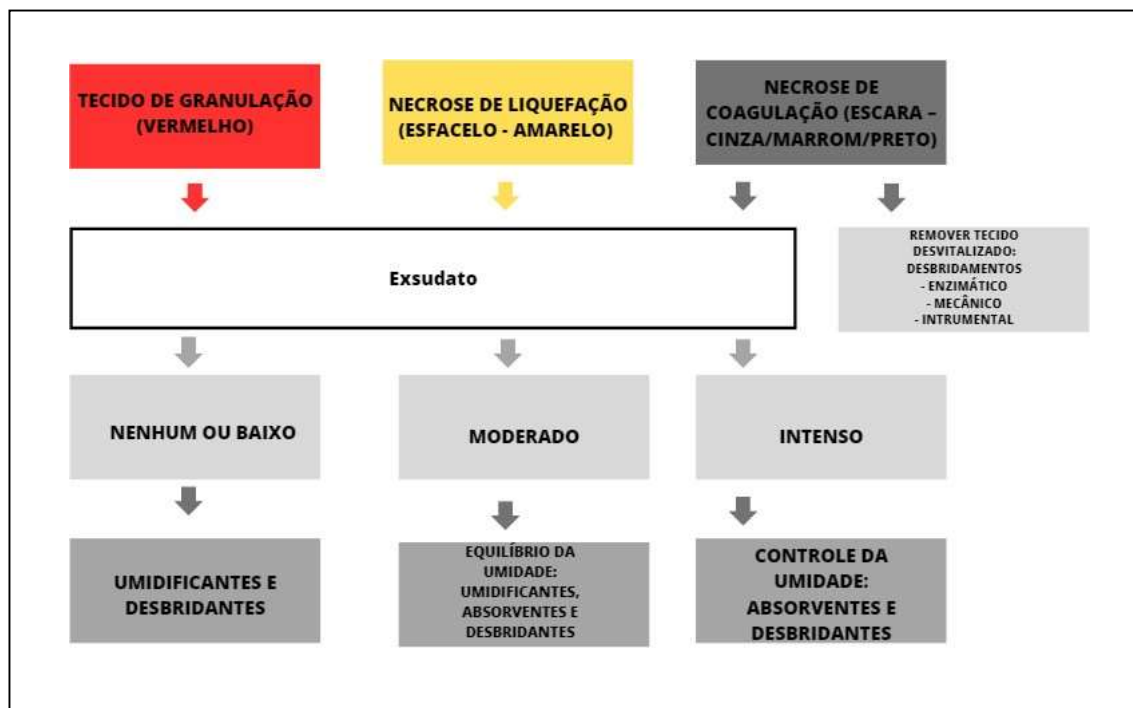 TECIDO DE GRANULAÇÃO
(VERMELHO)
NECROSE DE LIQUEFAÇÃO
(ESFACELO - AMARELO)
NECROSE DE
COAGULAÇÃO (ESCARA –
CINZA/MARROM/PRETO)
Exsudato
REMOVER TECIDO
DESVITALIZADO:
DESBRIDAMENTOS
- ENZIMÁTICO
- MECÂNICO
- INTRUMENTAL
NENHUM OU BAIXO
MODERADO
INTENSO
UMIDIFICANTES E
DESBRIDANTES
EQUILÍBRIO DA
UMIDADE:
UMIDIFICANTES,
ABSORVENTES E
DESBRIDANTES
CONTROLE DA
UMIDADE:
ABSORVENTES E
DESBRIDANTES